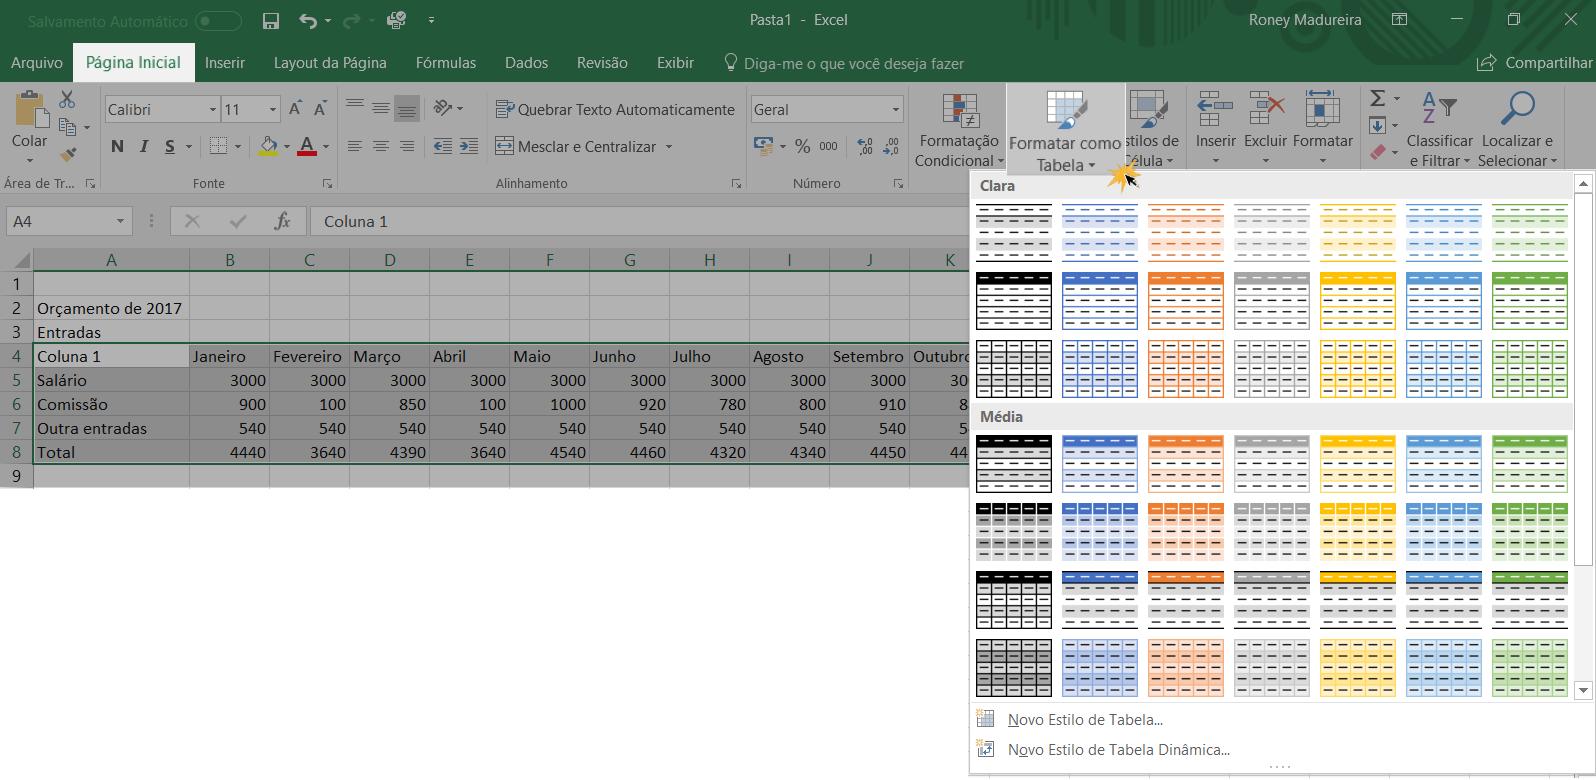 Salvamento Automático
Pasta1 - Excel
Roney Madureira
Arquivo
Página Inicial
Inserir
Layout da Página
Fórmulas
Dados
Revisão
Exibir
Diga-me o que você deseja fazer
Compartilhar
Colar
Área de Tr...
Calibri
11
N I S
A
Fonte
Quebrar Texto Automaticamente
Mesclar e Centralizar
Alinhamento
Geral
% 000
Número
Formatação
Condicional
Formatar como
Tabela
stilos de
élula
Inserir
Excluir
Formatar
Classificar
e Filtrar
Localizar e
Selecionar
A4
fx
Coluna 1
A B C D E F G H I J K
1
2 Orçamento de 2017
3 Entradas
4 Coluna 1 Janeiro Fevereiro Março Abril Maio Junho Julho Agosto Setembro Outubro
5 Salário 3000 3000 3000 3000 3000 3000 3000 3000 3000 30
6 Comissão 900 100 850 100 1000 920 780 800 910 8
7 Outra entradas 540 540 540 540 540 540 540 540 540 5
8 Total 4440 3640 4390 3640 4540 4460 4320 4340 4450 44
9
Clara
Média
Novo Estilo de Tabela...
Novo Estilo de Tabela Dinâmica...